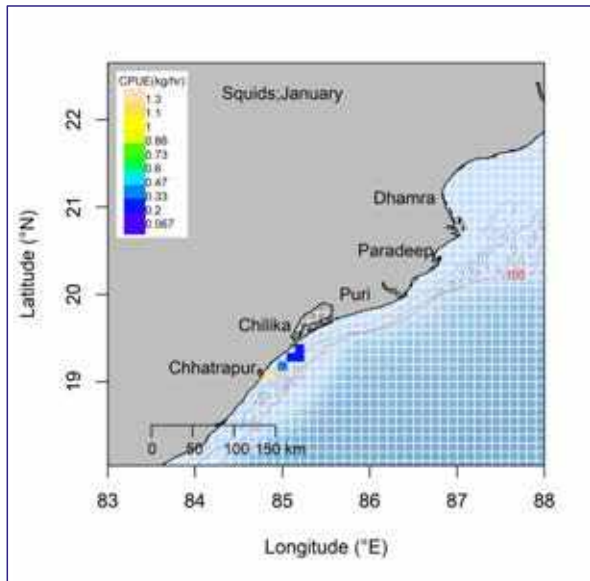 CPUE(kg/hr)
1.3
1.1
1
0.86
0.73
0.6
0.47
0.33
0.2
0.067
Squids;January
Dhamra
Paradeep
100
Puri
Chilika
Chhatrapur
0 50 100 150 km
22
21
20
19
Latitude (°N)
83 84 85 86 87 88
Longitude (°E)